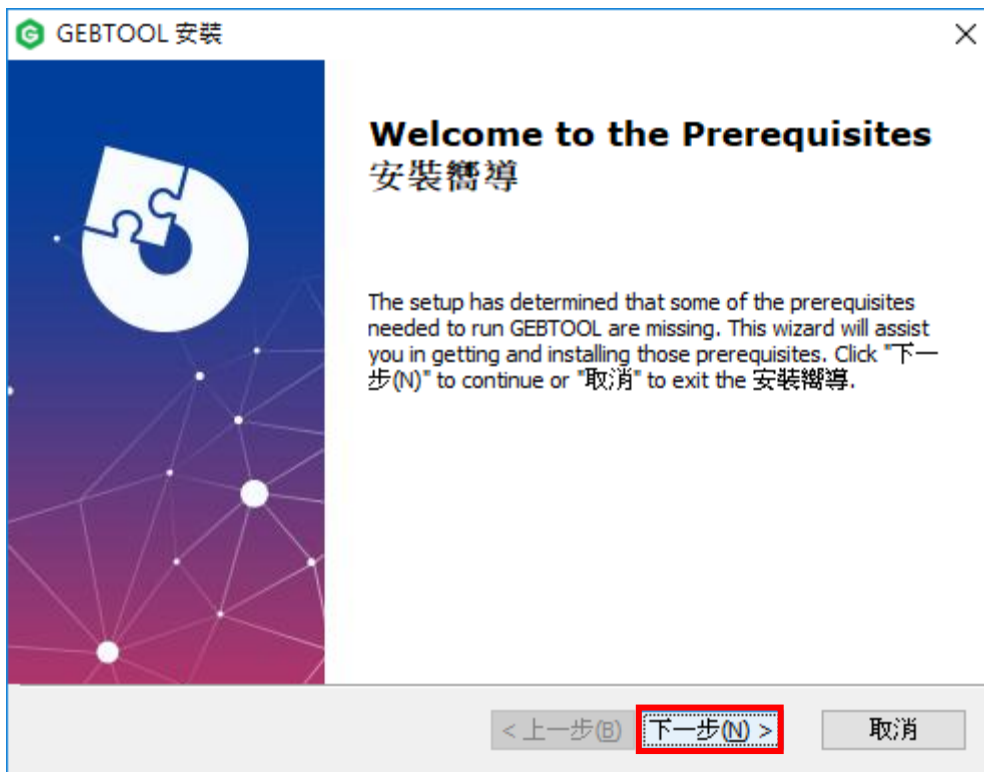 GEBTOOL 安裝
Welcome to the Prerequisites
安裝嚮導
The setup has determined that some of the prerequisites
needed to run GEBTOOL are missing. This wizard will assist
you in getting and installing those prerequisites. Click "下一
步(N)" to continue or "取消" to exit the 安裝嚮導.
< 上一步(B) 下一步(N) > 取消